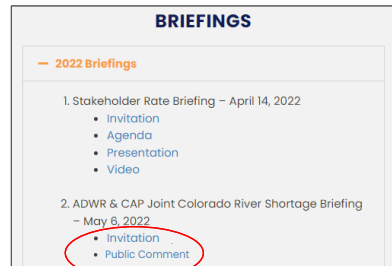 BRIEFINGS
– 2022 Briefings
1. Stakeholder Rate Briefing – April 14, 2022
• Invitation
• Agenda
• Presentation
• Video
2. ADWR & CAP Joint Colorado River Shortage Briefing
– May 6, 2022
• Invitation
• Public Comment